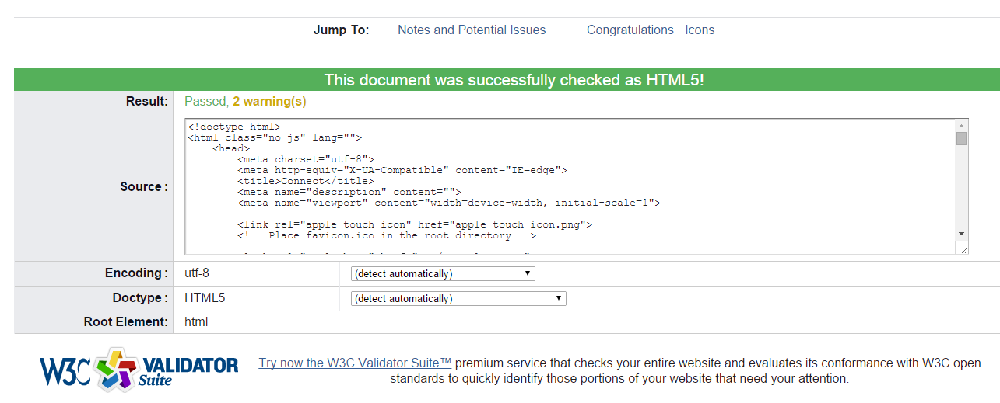 Jump To: Notes and Potential Issues Congratulations · Icons
This document was successfully checked as HTML5!
Result: Passed, 2 warning(s)
Source :
<!doctype html>
<html class="no-js" lang="">
<head>
<meta charset="utf-8">
<meta http-equiv="X-UA-Compatible" content="IE=edge">
<title>Connect</title>
<meta name="description" content="">
<meta name="viewport" content="width=device-width, initial-scale=1">
<link rel="apple-touch-icon" href="apple-touch-icon.png">
<!-- Place favicon.ico in the root directory -->
Encoding : utf-8 (detect automatically)
Doctype : HTML5 (detect automatically)
Root Element: html
W3C VALIDATOR Suite
Try now the W3C Validator Suite™ premium service that checks your entire website and evaluates its conformance with W3C open
standards to quickly identify those portions of your website that need your attention.